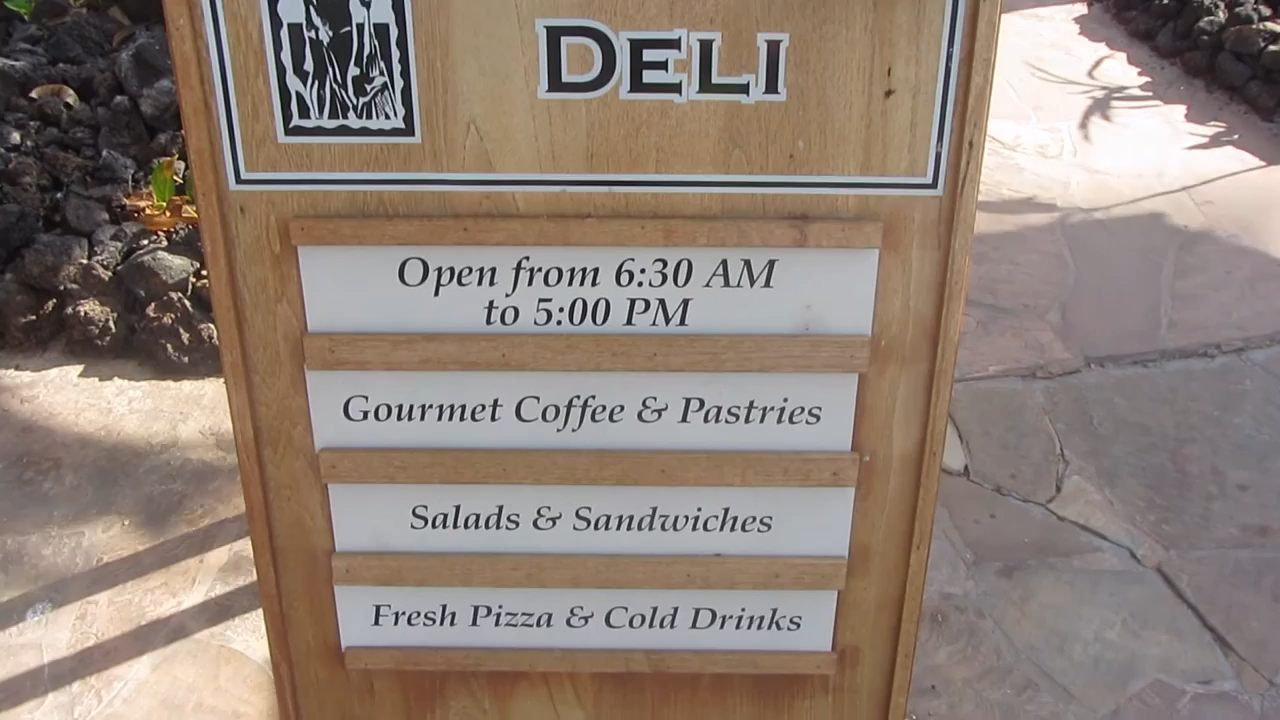 DELI
Open from 6:30 AM
to 5:00 PM
Gourmet Coffee & Pastries
Salads & Sandwiches
Fresh Pizza & Cold Drinks